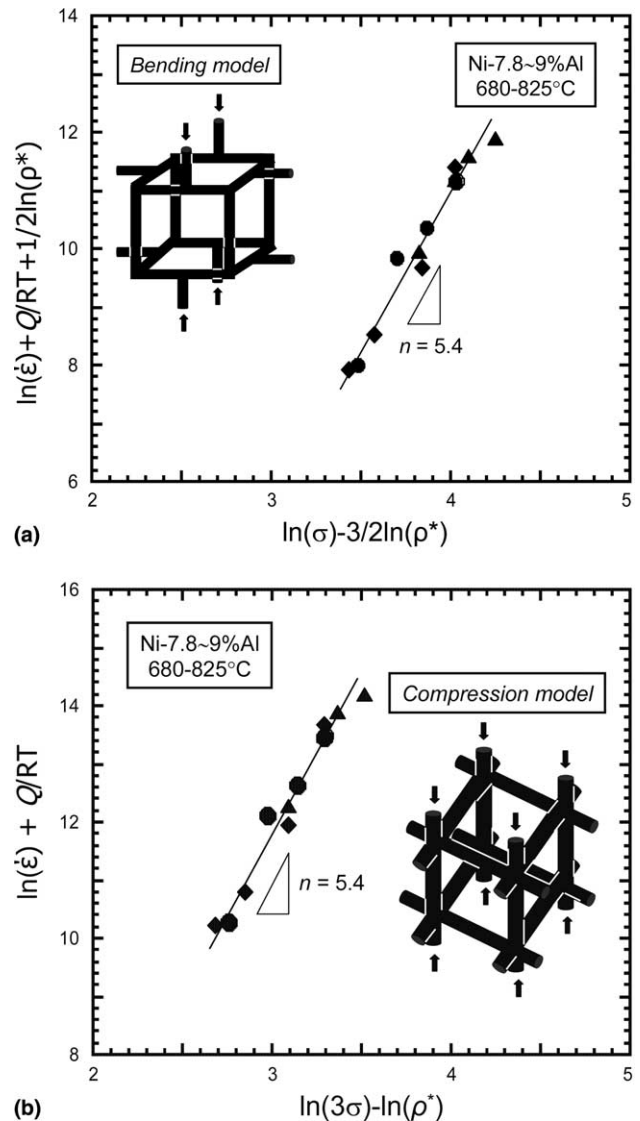 14
12
10
8
6
2
3
4
5
ln(ε̇)+Q/RT+1/2ln(ρ*)
Bending model
Ni-7.8~9%Al
680-825°C
n = 5.4
ln(σ)-3/2ln(ρ*)
(a)
16
14
12
10
8
2
3
4
5
ln(ε̇) + Q/RT
Ni-7.8~9%Al
680-825°C
Compression model
n = 5.4
ln(3σ)-ln(ρ*)
(b)